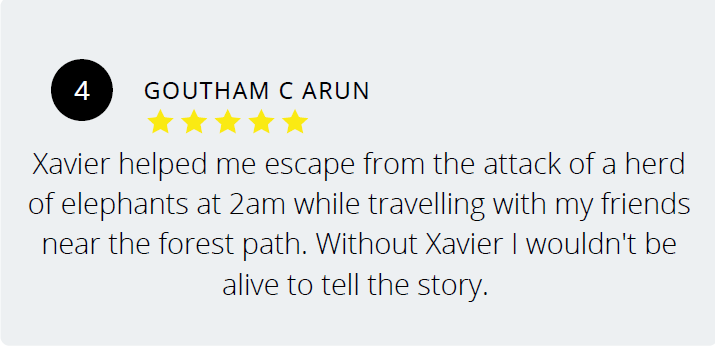 4
GOUTHAM C ARUN
Xavier helped me escape from the attack of a herd
of elephants at 2am while travelling with my friends
near the forest path. Without Xavier I wouldn't be
alive to tell the story.